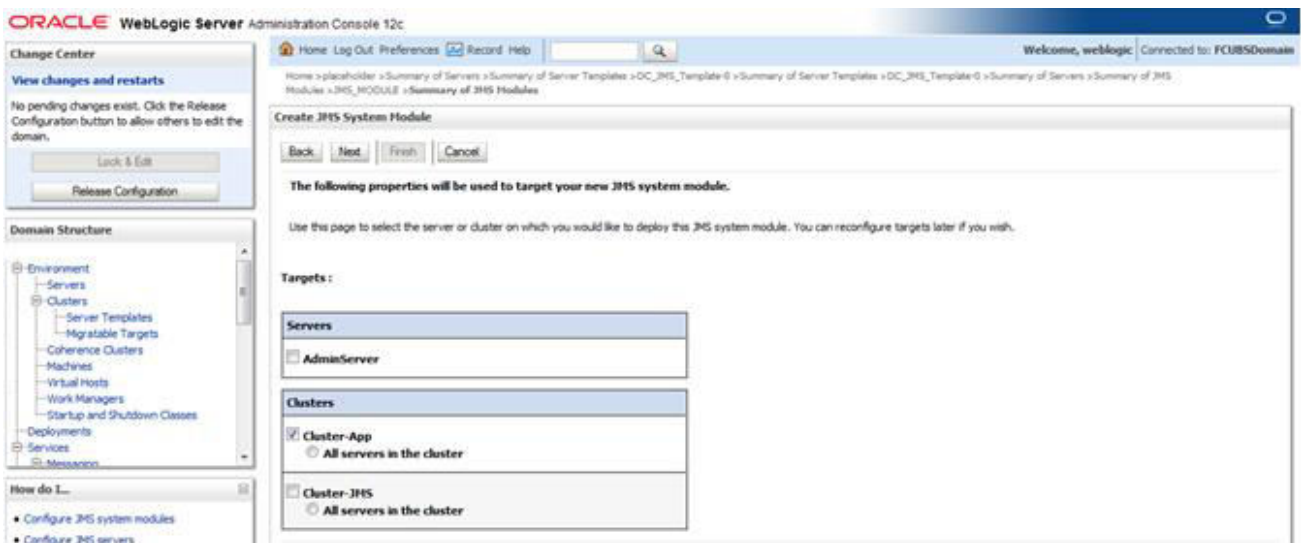 ORACLE WebLogic Server Administration Console 12c
Change Center
View changes and restarts
No pending changes exist. Click the Release
Configuration button to allow others to edit the
domain.
Lock & Edit
Release Configuration
Domain Structure
Environment
Servers
Clusters
Server Templates
Migratable Targets
Coherence Clusters
Machines
Virtual Hosts
Work Managers
Startup and Shutdown Classes
Deployments
Services
Messaging
How do I...
Configure JMS system modules
Configure JMS servers
Home Log Out Preferences Record Help
Welcome, weblogic Connected to: FCUBSDomain
Home >placeholder >Summary of Servers >Summary of Server Templates >DC_JMS_Template-0 >Summary of Server Templates >DC_JMS_Template-0 >Summary of Servers >Summary of JMS
Modules >JMS_MODULE >Summary of JMS Modules
Create JMS System Module
Back Next Finish Cancel
The following properties will be used to target your new JMS system module.
Use this page to select the server or cluster on which you would like to deploy this JMS system module. You can reconfigure targets later if you wish.
Targets :
Servers
AdminServer
Clusters
Cluster-App
All servers in the cluster
Cluster-JMS
All servers in the cluster